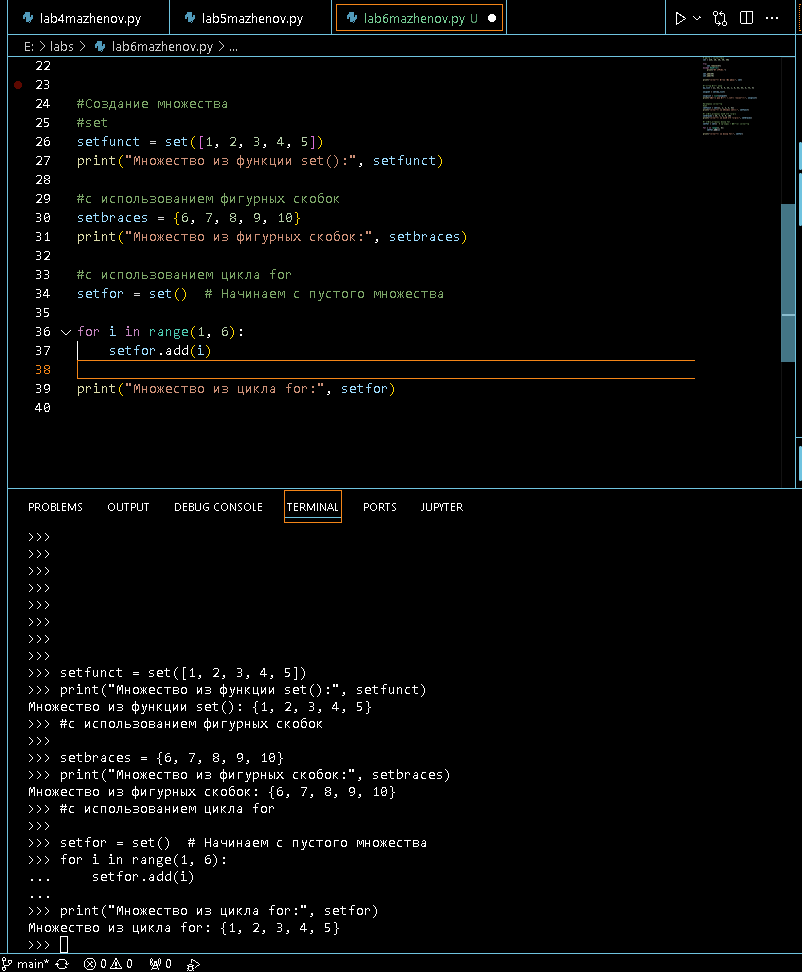 lab4mazhenov.py lab5mazhenov.py lab6mazhenov.py U
E: > labs > lab6mazhenov.py > ...
22
23
24 #Создание множества
25 #set
26 setfunct = set([1, 2, 3, 4, 5])
27 print("Множество из функции set():", setfunct)
28
29 #с использованием фигурных скобок
30 setbraces = {6, 7, 8, 9, 10}
31 print("Множество из фигурных скобок:", setbraces)
32
33 #с использованием цикла for
34 setfor = set()  # Начинаем с пустого множества
35
36 for i in range(1, 6):
37     setfor.add(i)
38
39 print("Множество из цикла for:", setfor)
40
PROBLEMS OUTPUT DEBUG CONSOLE TERMINAL PORTS JUPYTER
>>>
>>>
>>>
>>>
>>>
>>>
>>>
>>>
>>> setfunct = set([1, 2, 3, 4, 5])
>>> print("Множество из функции set():", setfunct)
Множество из функции set(): {1, 2, 3, 4, 5}
>>> #с использованием фигурных скобок
>>>
>>> setbraces = {6, 7, 8, 9, 10}
>>> print("Множество из фигурных скобок:", setbraces)
Множество из фигурных скобок: {6, 7, 8, 9, 10}
>>> #с использованием цикла for
>>>
>>> setfor = set()  # Начинаем с пустого множества
>>> for i in range(1, 6):
...     setfor.add(i)
...
>>> print("Множество из цикла for:", setfor)
Множество из цикла for: {1, 2, 3, 4, 5}
>>>
main* 0 0 0